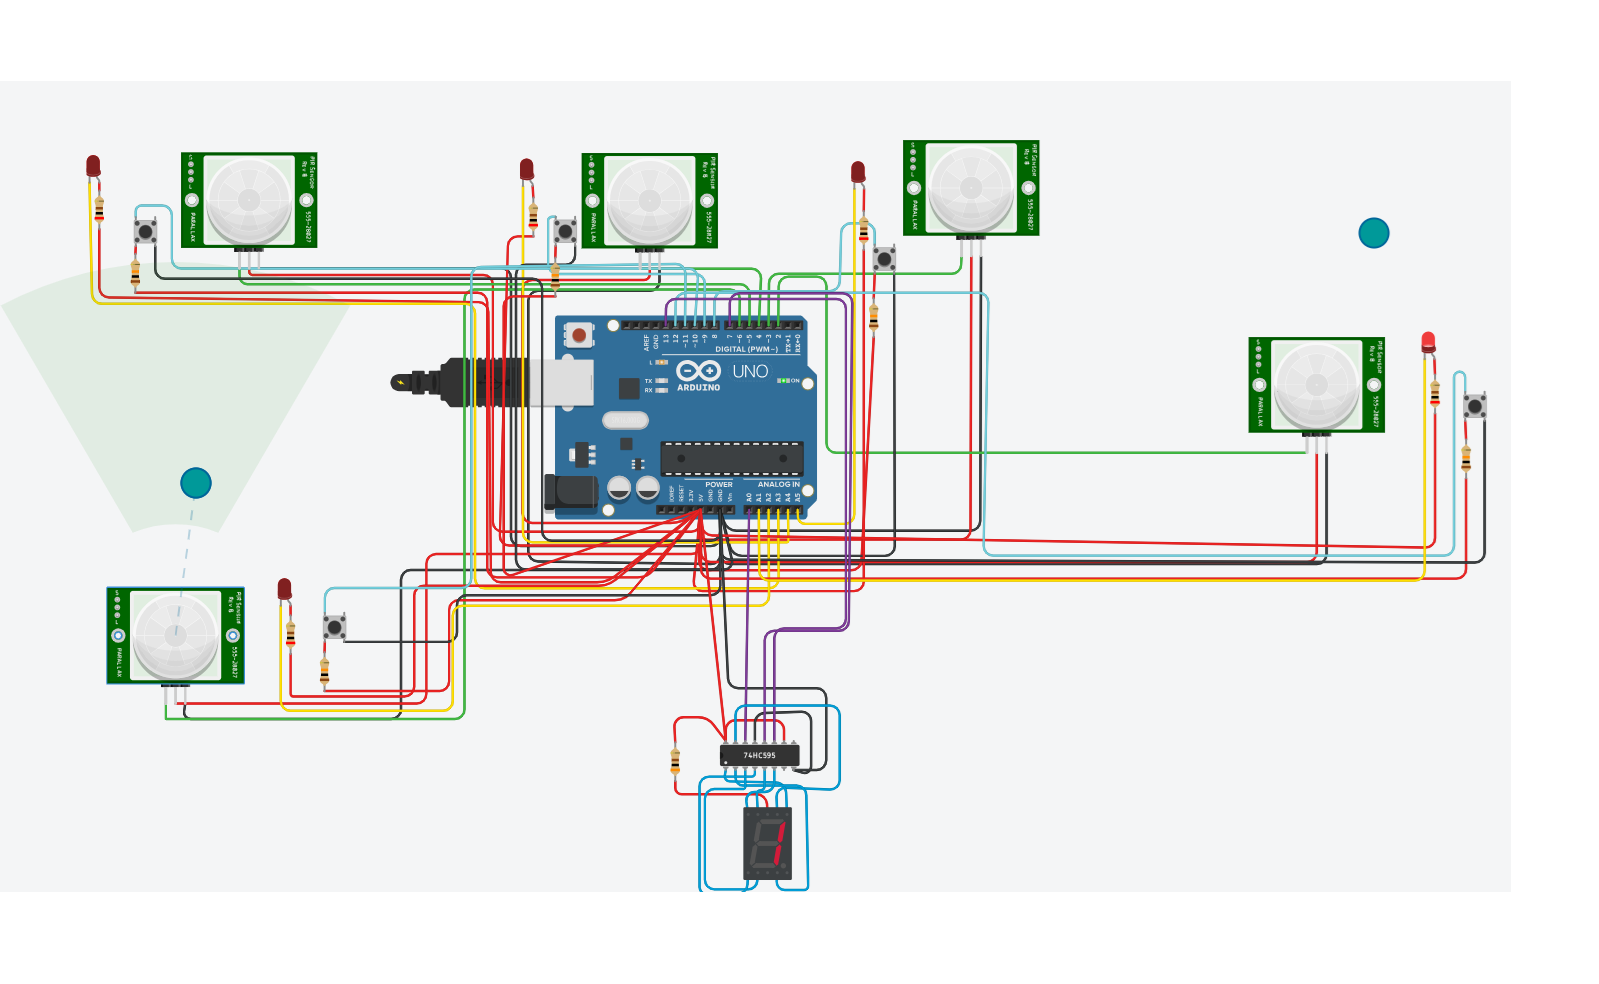 PIR Sensor
Rev B
PARALLAX
555-28027
PIR Sensor
Rev B
PARALLAX
555-28027
PIR Sensor
Rev B
PARALLAX
555-28027
AREF
GND
13
12
~11
~10
~9
8
7
~6
~5
4
~3
2
TX→1
RX←0
DIGITAL (PWM~)
L
TX
RX
ARDUINO
UNO
ON
POWER
ANALOG IN
IOREF
RESET
3.3V
5V
GND
GND
Vin
A0
A1
A2
A3
A4
A5
PIR Sensor
Rev B
PARALLAX
555-28027
PIR Sensor
Rev B
PARALLAX
555-28027
74HC595
1